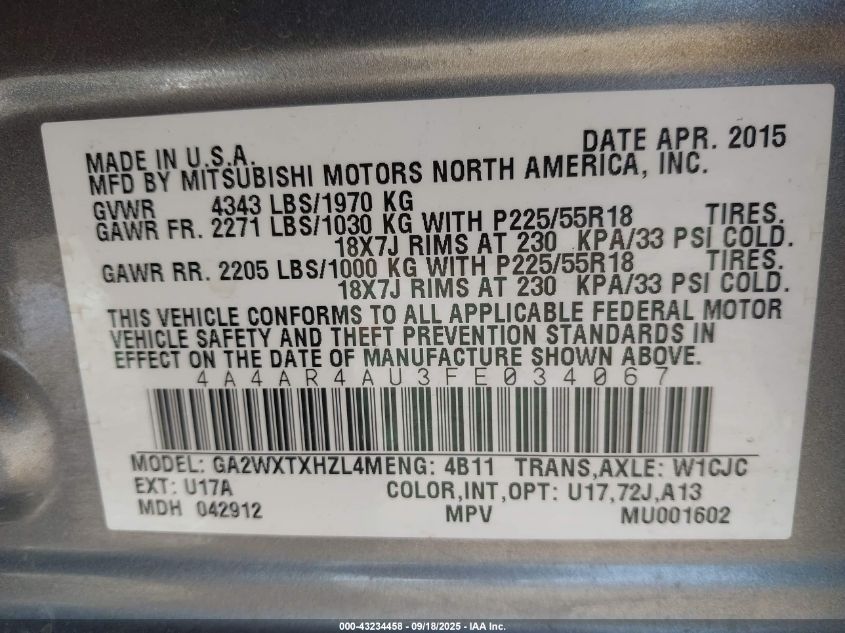 DATE APR. 2015
MADE IN U.S.A.
MFD BY MITSUBISHI MOTORS NORTH AMERICA, INC.
GVWR 4343 LBS/1970 KG
GAWR FR. 2271 LBS/1030 KG WITH P225/55R18 TIRES.
18X7J RIMS AT 230 KPA/33 PSI COLD.
GAWR RR. 2205 LBS/1000 KG WITH P225/55R18 TIRES.
18X7J RIMS AT 230 KPA/33 PSI COLD.
THIS VEHICLE CONFORMS TO ALL APPLICABLE FEDERAL MOTOR
VEHICLE SAFETY AND THEFT PREVENTION STANDARDS IN
EFFECT ON THE DATE OF MANUFACTURE SHOWN ABOVE.
4A4AR4AU3FE034067
MODEL: GA2WXTXHZL4MENG: 4B11 TRANS,AXLE: W1CJC
EXT: U17A COLOR,INT,OPT: U17,72J,A13
MDH 042912 MPV MU001602
000-43234458 - 09/18/2025 - IAA Inc.